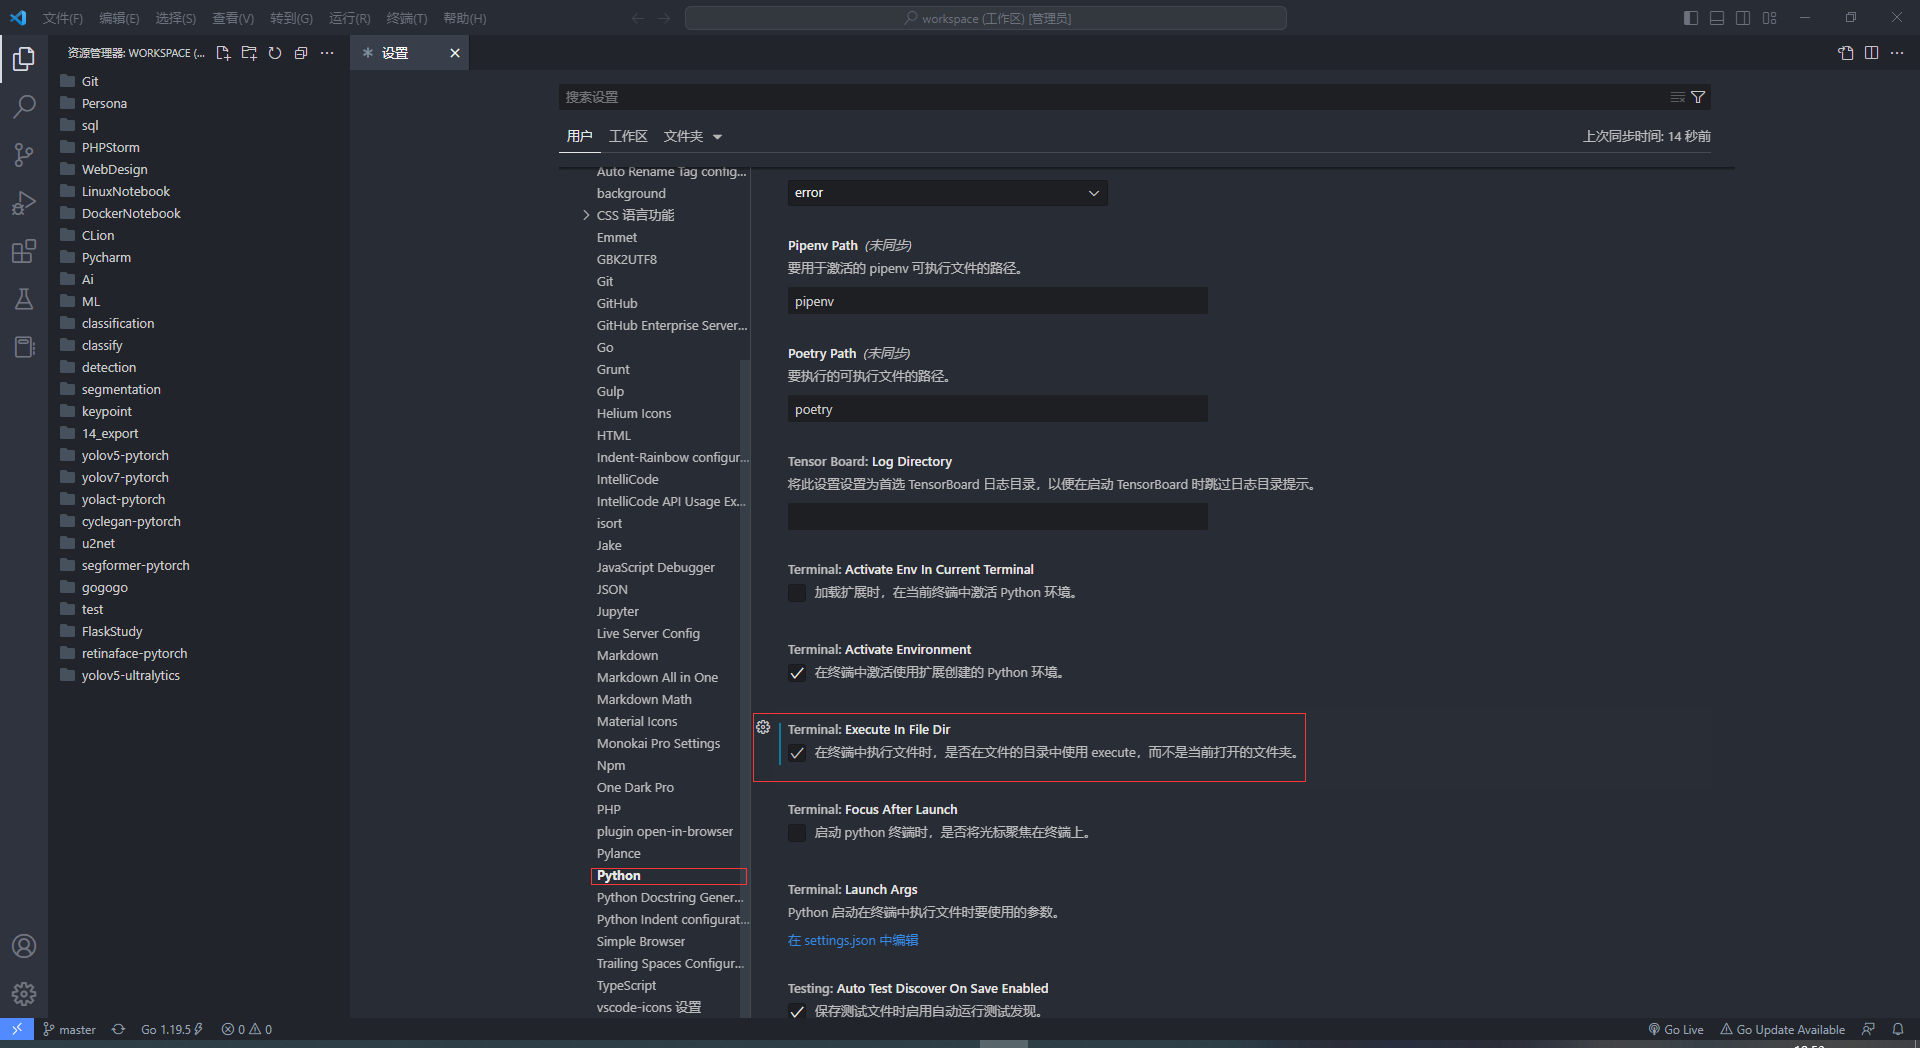 文件(F) 编辑(E) 选择(S) 查看(V) 转到(G) 运行(R) 终端(T) 帮助(H)
workspace (工作区) [管理员]
资源管理器: WORKSPACE (...
设置
Git
Persona
sql
PHPStorm
WebDesign
LinuxNotebook
DockerNotebook
CLion
Pycharm
Ai
ML
classification
classify
detection
segmentation
keypoint
14_export
yolov5-pytorch
yolov7-pytorch
yolact-pytorch
cyclegan-pytorch
u2net
segformer-pytorch
gogogo
test
FlaskStudy
retinaface-pytorch
yolov5-ultralytics
搜索设置
用户 工作区 文件夹
上次同步时间: 14 秒前
Auto Rename Tag config...
background
CSS 语言功能
Emmet
GBK2UTF8
Git
GitHub
GitHub Enterprise Server...
Go
Grunt
Gulp
Helium Icons
HTML
Indent-Rainbow configur...
IntelliCode
IntelliCode API Usage Ex...
isort
Jake
JavaScript Debugger
JSON
Jupyter
Live Server Config
Markdown
Markdown All in One
Markdown Math
Material Icons
Monokai Pro Settings
Npm
One Dark Pro
PHP
plugin open-in-browser
Pylance
Python
Python Docstring Gener...
Python Indent configurat...
Simple Browser
Trailing Spaces Configur...
TypeScript
vscode-icons 设置
error
Pipenv Path (未同步)
要用于激活的 pipenv 可执行文件的路径。
pipenv
Poetry Path (未同步)
要执行的可执行文件的路径。
poetry
Tensor Board: Log Directory
将此设置设置为首选 TensorBoard 日志目录，以便在启动 TensorBoard 时跳过日志目录提示。
Terminal: Activate Env In Current Terminal
加载扩展时，在当前终端中激活 Python 环境。
Terminal: Activate Environment
在终端中激活使用扩展创建的 Python 环境。
Terminal: Execute In File Dir
在终端中执行文件时，是否在文件的目录中使用 execute，而不是当前打开的文件夹。
Terminal: Focus After Launch
启动 python 终端时，是否将光标聚焦在终端上。
Terminal: Launch Args
Python 启动在终端中执行文件时要使用的参数。
在 settings.json 中编辑
Testing: Auto Test Discover On Save Enabled
保存测试文件时启用自动运行测试发现。
master Go 1.19.5 0 0
Go Live Go Update Available